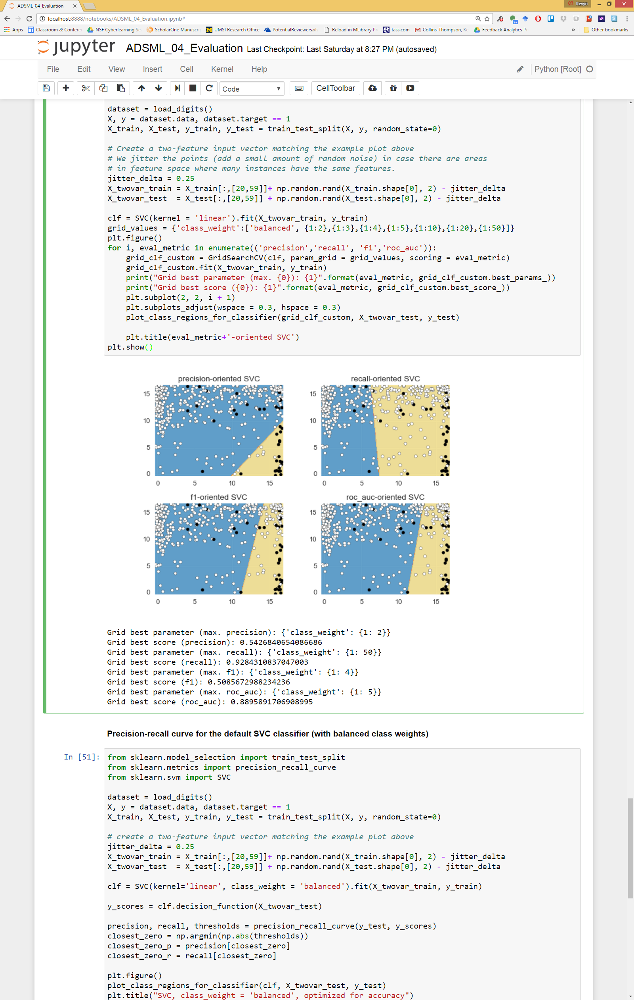 ADSML_04_Evaluation
Kevyn
localhost:8888/notebooks/ADSML_04_Evaluation.ipynb#
Apps Classroom & Confere NSF Cyberlearning Se ScholarOne Manuscri UMSI Research Office PotentialReviewers.xls Reload in MLibrary Pr tass.com Collins-Thompson, Ke Feedback Analytics Pr » Other bookmarks
jupyter ADSML_04_Evaluation Last Checkpoint: Last Saturday at 8:27 PM (autosaved)
File Edit View Insert Cell Kernel Help Python [Root]
Code CellToolbar
dataset = load_digits()
X, y = dataset.data, dataset.target == 1
X_train, X_test, y_train, y_test = train_test_split(X, y, random_state=0)
# Create a two-feature input vector matching the example plot above
# We jitter the points (add a small amount of random noise) in case there are areas
# in feature space where many instances have the same features.
jitter_delta = 0.25
X_twovar_train = X_train[:,[20,59]]+ np.random.rand(X_train.shape[0], 2) - jitter_delta
X_twovar_test  = X_test[:,[20,59]] + np.random.rand(X_test.shape[0], 2) - jitter_delta
clf = SVC(kernel = 'linear').fit(X_twovar_train, y_train)
grid_values = {'class_weight':['balanced', {1:2},{1:3},{1:4},{1:5},{1:10},{1:20},{1:50}]}
plt.figure()
for i, eval_metric in enumerate(('precision','recall', 'f1','roc_auc')):
    grid_clf_custom = GridSearchCV(clf, param_grid = grid_values, scoring = eval_metric)
    grid_clf_custom.fit(X_twovar_train, y_train)
    print("Grid best parameter (max. {0}): {1}".format(eval_metric, grid_clf_custom.best_params_))
    print("Grid best score ({0}): {1}".format(eval_metric, grid_clf_custom.best_score_))
    plt.subplot(2, 2, i + 1)
    plt.subplots_adjust(wspace = 0.3, hspace = 0.3)
    plot_class_regions_for_classifier(grid_clf_custom, X_twovar_test, y_test)
    plt.title(eval_metric+'-oriented SVC')
plt.show()
precision-oriented SVC
15
10
5
0
0 5 10 15
recall-oriented SVC
15
10
5
0
0 5 10 15
f1-oriented SVC
15
10
5
0
0 5 10 15
roc_auc-oriented SVC
15
10
5
0
0 5 10 15
Grid best parameter (max. precision): {'class_weight': {1: 2}}
Grid best score (precision): 0.5426840654086686
Grid best parameter (max. recall): {'class_weight': {1: 50}}
Grid best score (recall): 0.9284310837047003
Grid best parameter (max. f1): {'class_weight': {1: 4}}
Grid best score (f1): 0.5085672988234236
Grid best parameter (max. roc_auc): {'class_weight': {1: 5}}
Grid best score (roc_auc): 0.8895891706908995
Precision-recall curve for the default SVC classifier (with balanced class weights)
In [51]:
from sklearn.model_selection import train_test_split
from sklearn.metrics import precision_recall_curve
from sklearn.svm import SVC
dataset = load_digits()
X, y = dataset.data, dataset.target == 1
X_train, X_test, y_train, y_test = train_test_split(X, y, random_state=0)
# create a two-feature input vector matching the example plot above
jitter_delta = 0.25
X_twovar_train = X_train[:,[20,59]]+ np.random.rand(X_train.shape[0], 2) - jitter_delta
X_twovar_test  = X_test[:,[20,59]] + np.random.rand(X_test.shape[0], 2) - jitter_delta
clf = SVC(kernel='linear', class_weight = 'balanced').fit(X_twovar_train, y_train)
y_scores = clf.decision_function(X_twovar_test)
precision, recall, thresholds = precision_recall_curve(y_test, y_scores)
closest_zero = np.argmin(np.abs(thresholds))
closest_zero_p = precision[closest_zero]
closest_zero_r = recall[closest_zero]
plt.figure()
plot_class_regions_for_classifier(clf, X_twovar_test, y_test)
plt.title("SVC, class_weight = 'balanced', optimized for accuracy")